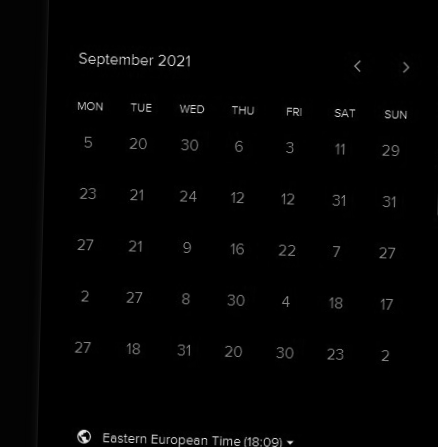 September 2021
MON TUE WED THU FRI SAT SUN
5 20 30 6 3 11 29
23 21 24 12 12 31 31
27 21 9 16 22 7 27
2 27 8 30 4 18 17
27 18 31 20 30 23 2
Eastern European Time (18:09)